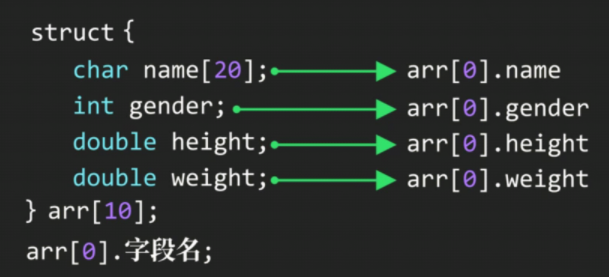 struct {
char name[20]; arr[0].name
int gender; arr[0].gender
double height; arr[0].height
double weight; arr[0].weight
} arr[10];
arr[0].字段名;